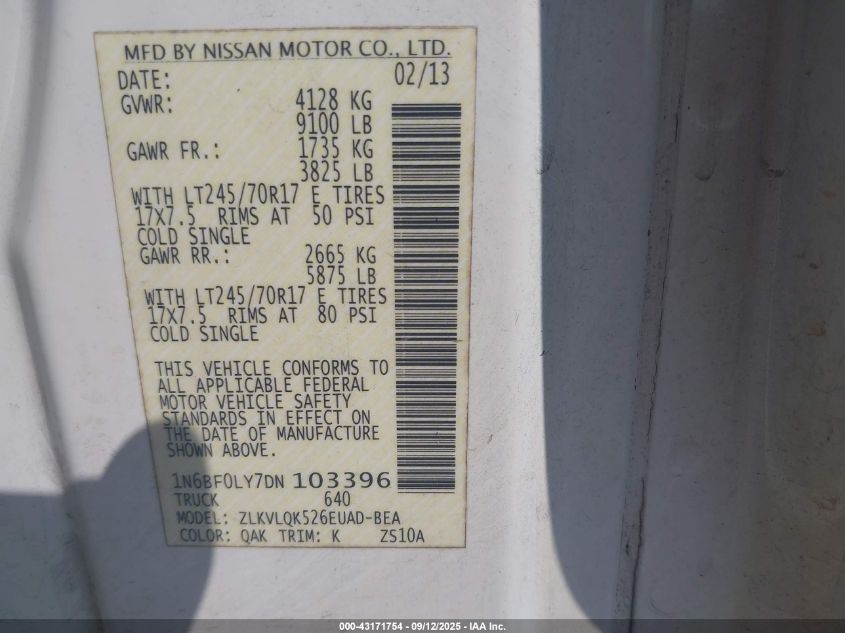 MFD BY NISSAN MOTOR CO., LTD.
DATE: 02/13
GVWR: 4128 KG
9100 LB
GAWR FR.: 1735 KG
3825 LB
WITH LT245/70R17 E TIRES
17X7.5 RIMS AT 50 PSI
COLD SINGLE
GAWR RR.: 2665 KG
5875 LB
WITH LT245/70R17 E TIRES
17X7.5 RIMS AT 80 PSI
COLD SINGLE
THIS VEHICLE CONFORMS TO
ALL APPLICABLE FEDERAL
MOTOR VEHICLE SAFETY
STANDARDS IN EFFECT ON
THE DATE OF MANUFACTURE
SHOWN ABOVE.
1N6BF0LY7DN 103396
TRUCK 640
MODEL: ZLKVLQK526EUAD-BEA
COLOR: QAK TRIM: K ZS10A
000-43171754 - 09/12/2025 - IAA Inc.